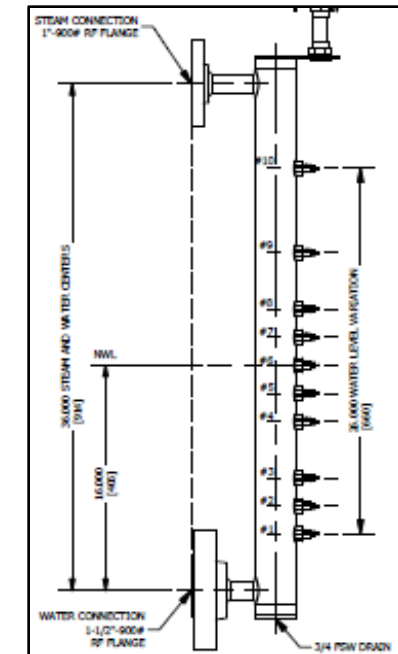 STEAM CONNECTION
1"-900# RF FLANGE
#10
#9
#8
#7
NWL
#6
#5
#4
#3
#2
#1
36.000 STEAM AND WATER CENTERS
[914]
16.000
[406]
36.000 WATER LEVEL VARIATION
[660]
WATER CONNECTION
1-1/2"-900#
RF FLANGE
3/4 FSW DRAIN